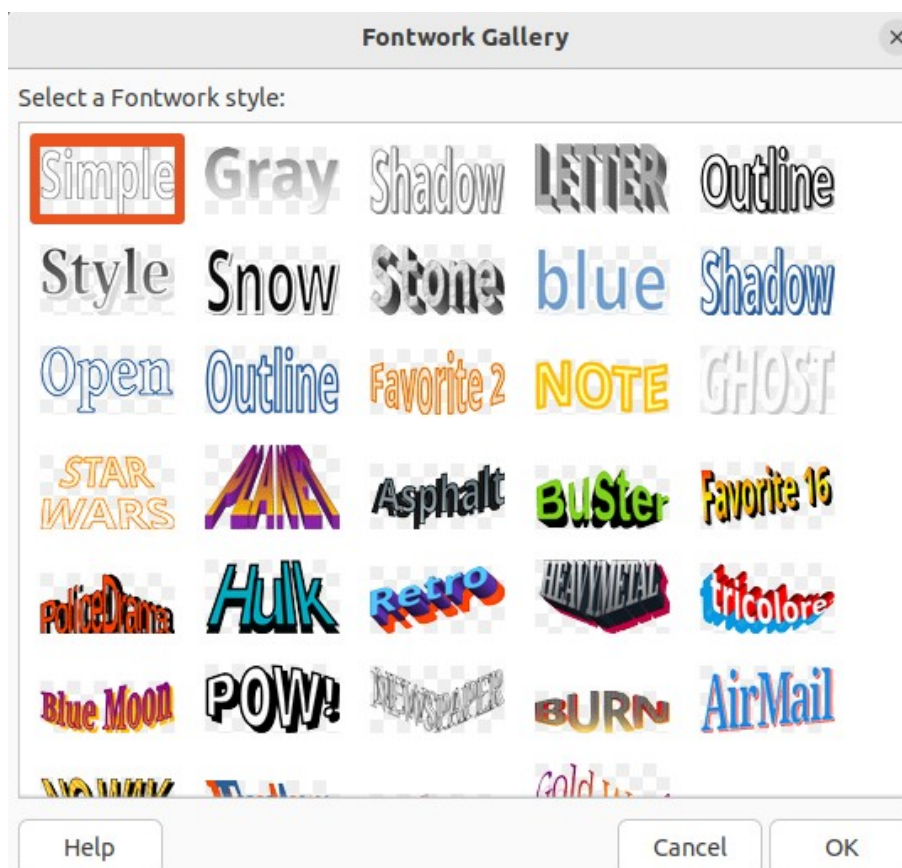 Fontwork Gallery
Select a Fontwork style:
Simple Gray Shadow LETTER Outline
Style Snow Stone blue Shadow
Open Outline Favorite 2 NOTE GHOST
STAR WARS PLANET Asphalt BUSter Favorite 16
PoliceDrama Hulk Retro HEAVYMETAL tricolore
Blue Moon POW! NEWSPAPER BURN AirMail
Gold
Help Cancel OK